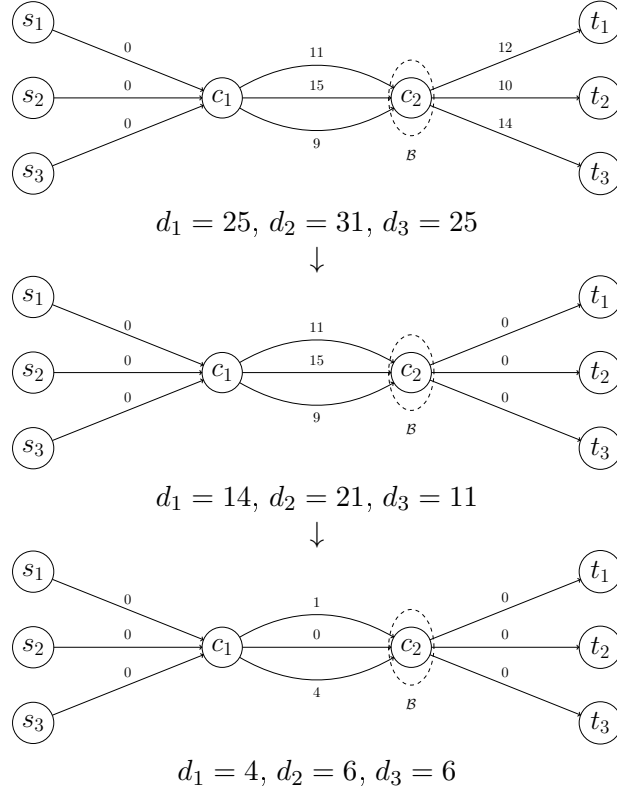 s₁ 0 11 12 t₁
s₂ 0 c₁ 15 c₂ 10 t₂
s₃ 0 9 ℬ 14 t₃
d₁ = 25, d₂ = 31, d₃ = 25
↓
s₁ 0 11 0 t₁
s₂ 0 c₁ 15 c₂ 0 t₂
s₃ 0 9 ℬ 0 t₃
d₁ = 14, d₂ = 21, d₃ = 11
↓
s₁ 0 1 0 t₁
s₂ 0 c₁ 0 c₂ 0 t₂
s₃ 0 4 ℬ 0 t₃
d₁ = 4, d₂ = 6, d₃ = 6